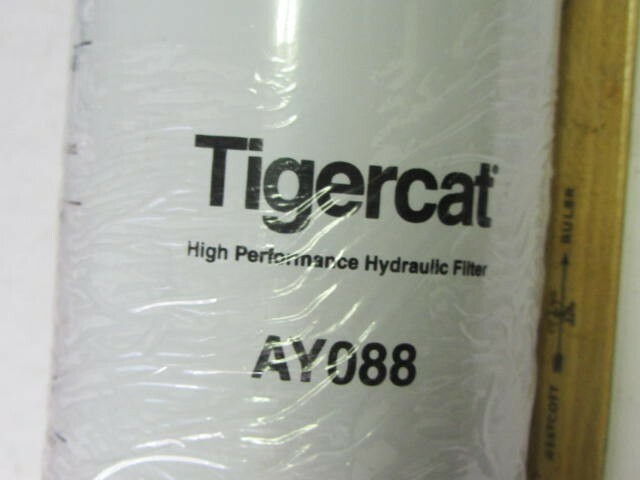 Tigercat
High Performance Hydraulic Filter
AY088
WESTCOTT
RULER